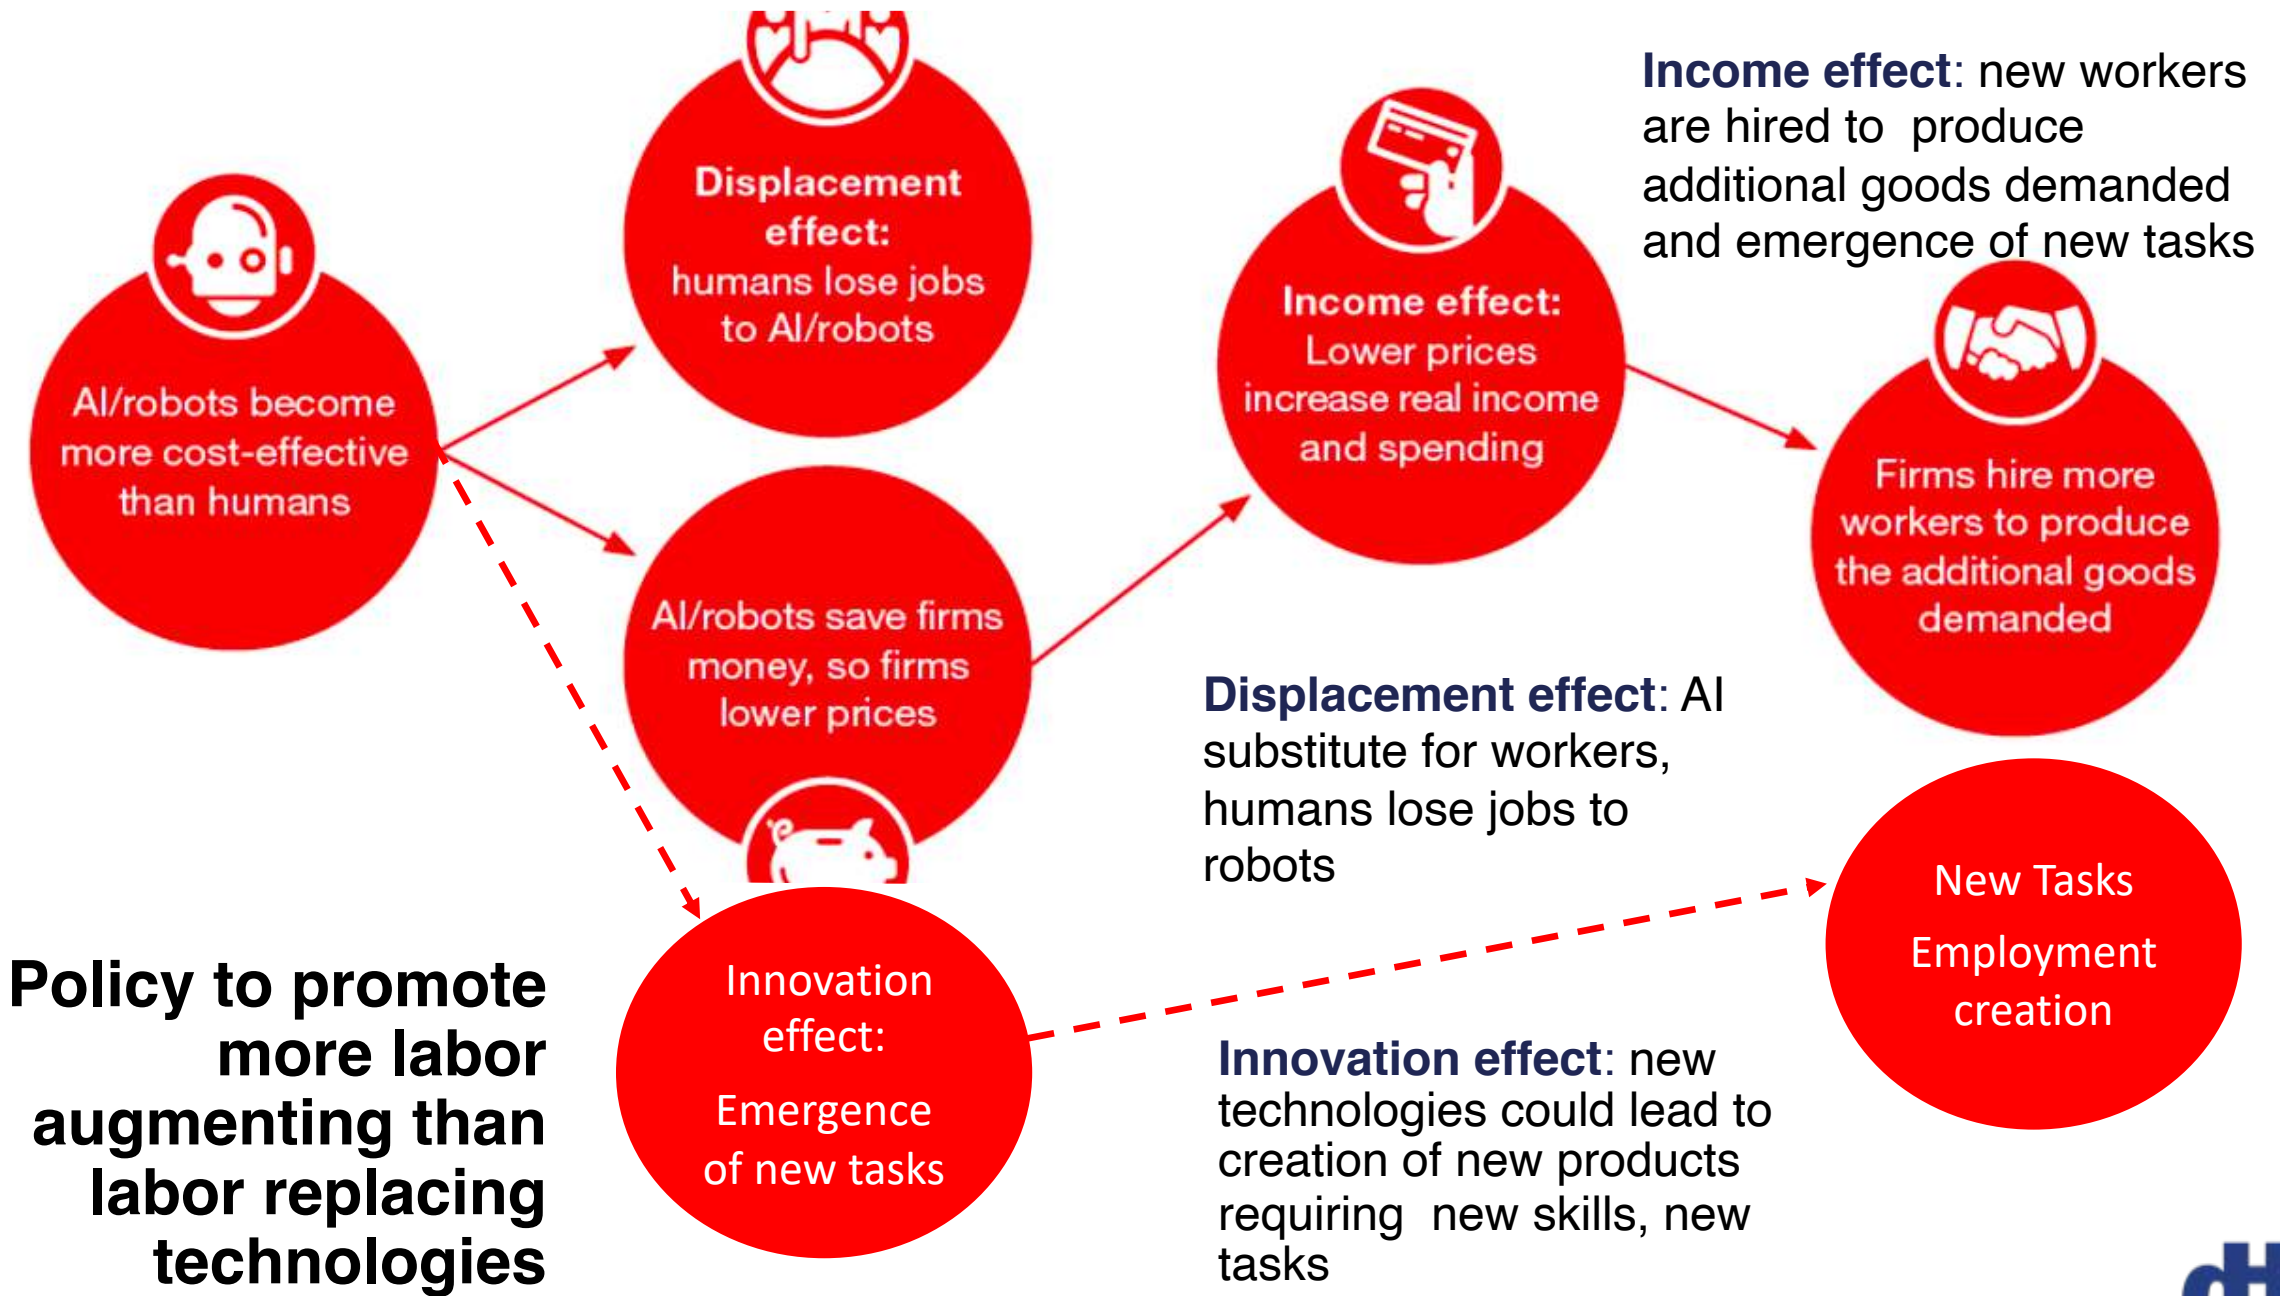 Income effect: new workers
are hired to  produce
additional goods demanded
and emergence of new tasks
Displacement
effect:
humans lose jobs
to AI/robots
Income effect:
Lower prices
increase real income
and spending
AI/robots become
more cost-effective
than humans
Firms hire more
workers to produce
the additional goods
demanded
AI/robots save firms
money, so firms
lower prices
Displacement effect: AI
substitute for workers,
humans lose jobs to
robots
New Tasks
Employment
creation
Policy to promote
more labor
augmenting than
labor replacing
technologies
Innovation
effect:
Emergence
of new tasks
Innovation effect: new
technologies could lead to
creation of new products
requiring  new skills, new
tasks